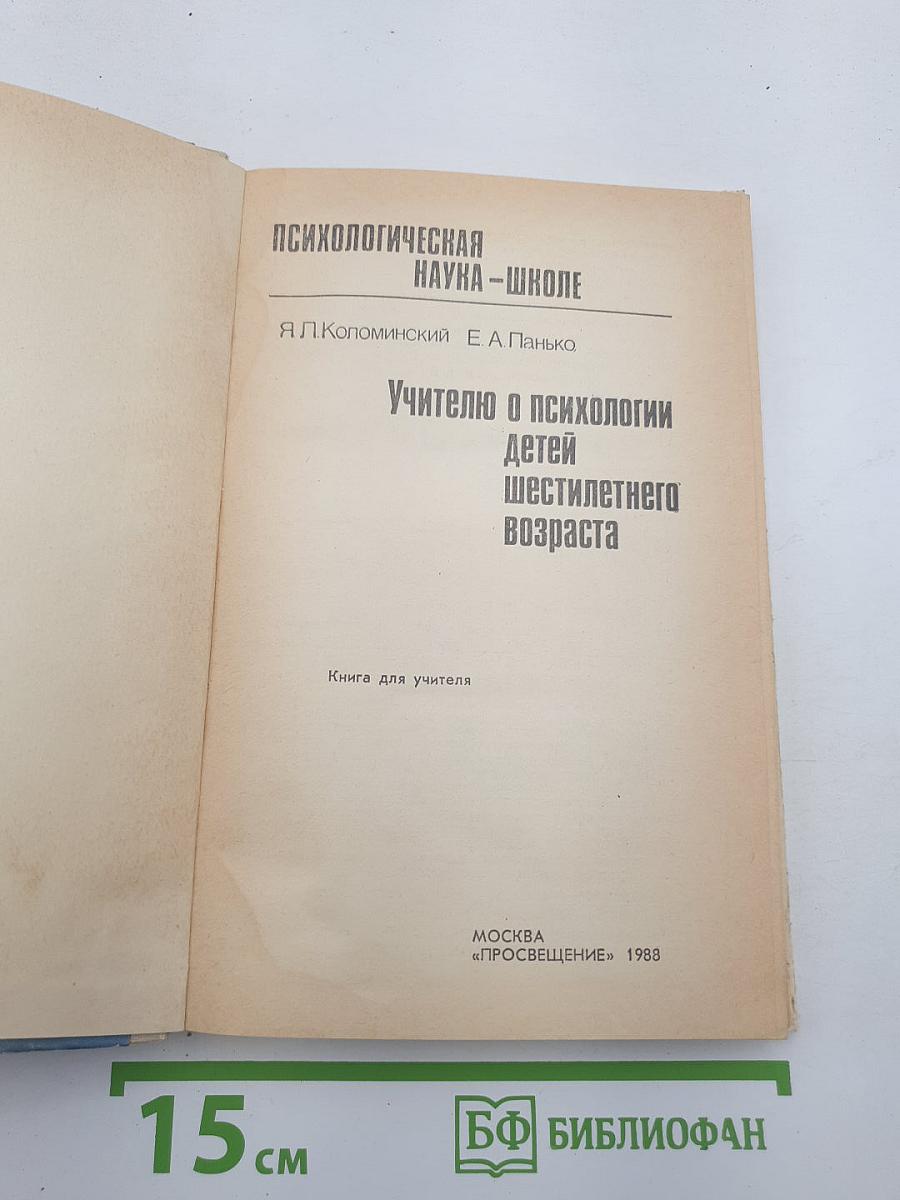 ПСИХОЛОГИЧЕСКАЯ
НАУКА – ШКОЛЕ
Я.Л.Коломинский Е.А.Панько
Учителю о психологии
детей
шестилетнего
возраста
Книга для учителя
МОСКВА
«ПРОСВЕЩЕНИЕ» 1988
15 см
БФ БИБЛИОФАН